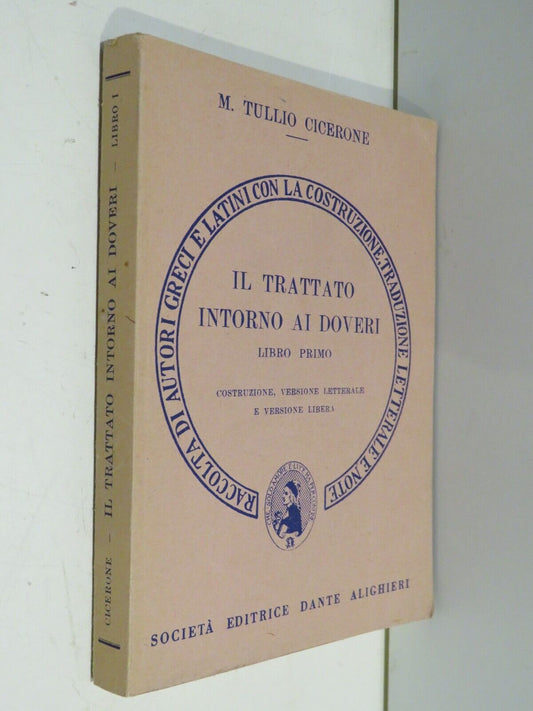 M. TULLIO CICERONE
RACCOLTA DI AUTORI GRECI E LATINI CON LA COSTRUZIONE, TRADUZIONE LETTERALE E NOTE
IL TRATTATO
INTORNO AI DOVERI
LIBRO PRIMO
COSTRUZIONE, VERSIONE LETTERALE
E VERSIONE LIBERA
SOCIETÀ EDITRICE DANTE ALIGHIERI
CICERONE – IL TRATTATO INTORNO AI DOVERI – LIBRO I